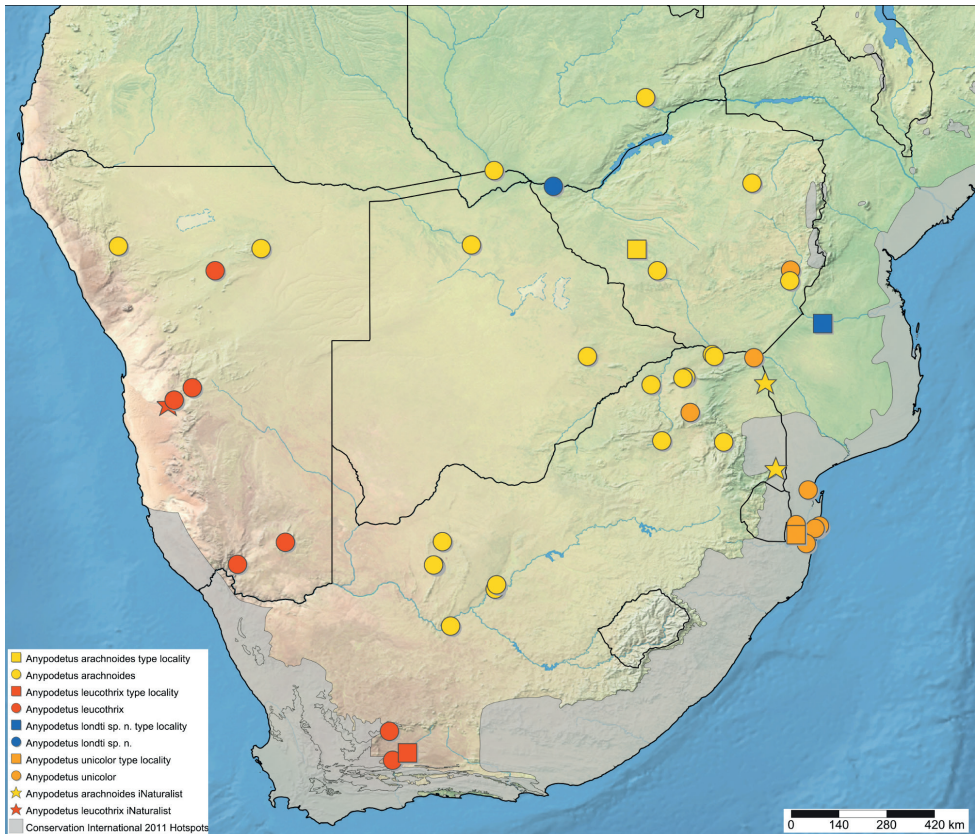 Anypodetus arachnoides type locality
Anypodetus arachnoides
Anypodetus leucothrix type locality
Anypodetus leucothrix
Anypodetus londti sp. n. type locality
Anypodetus londti sp. n.
Anypodetus unicolor type locality
Anypodetus unicolor
Anypodetus arachnoides iNaturalist
Anypodetus leucothrix iNaturalist
Conservation International 2011 Hotspots
0 140 280 420 km